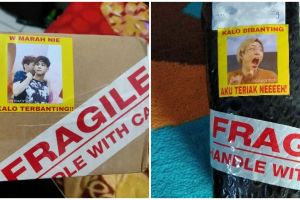 W MARAH NIE
KALO TERBANTING!!
FRAGILE
HANDLE WITH CA
KALO DIBANTING
AKU TERIAK NEEEEH!
FRAG
HANDLE WITH